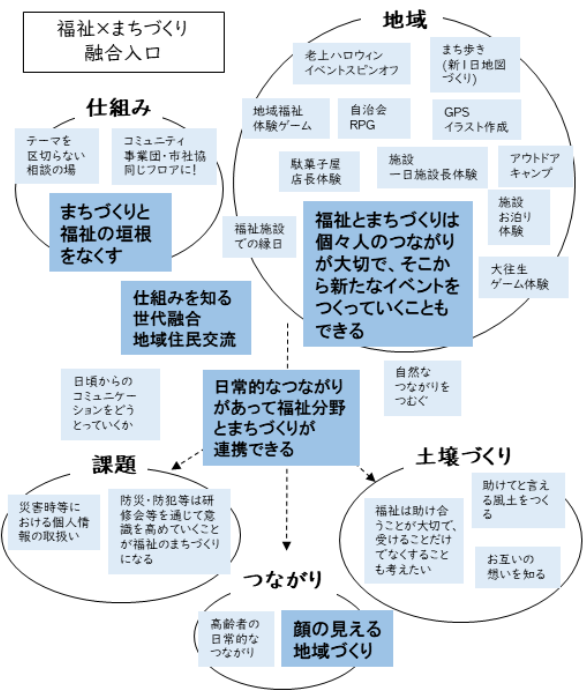 福祉×まちづくり
融合入口
地域
老上ハロウィン
イベントスピンオフ
まち歩き
(新1日地図
づくり)
地域福祉
体験ゲーム
自治会
RPG
GPS
イラスト作成
駄菓子屋
店長体験
施設
一日施設長体験
アウトドア
キャンプ
施設
お泊り
体験
福祉施設
での縁日
福祉とまちづくりは
個々人のつながり
が大切で、そこか
ら新たなイベントを
つくっていくことも
できる
大往生
ゲーム体験
仕組み
テーマを
区切らない
相談の場
コミュニティ
事業団・市社協
同じフロアに!
まちづくりと
福祉の垣根
をなくす
仕組みを知る
世代融合
地域住民交流
日頃からの
コミュニケー
ションをどう
とっていくか
日常的なつながり
があって福祉分野
とまちづくりが
連携できる
自然な
つながりを
つむぐ
課題
災害時等に
おける個人情
報の取扱い
防災・防犯等は研
修会等を通じて意
識を高めていくこと
が福祉のまちづくり
になる
土壌づくり
助けてと言え
る風土をつく
る
福祉は助け合
うことが大切で、
受けることだけ
でなくすること
も考えたい
お互いの
想いを知る
つながり
高齢者の
日常的な
つながり
顔の見える
地域づくり